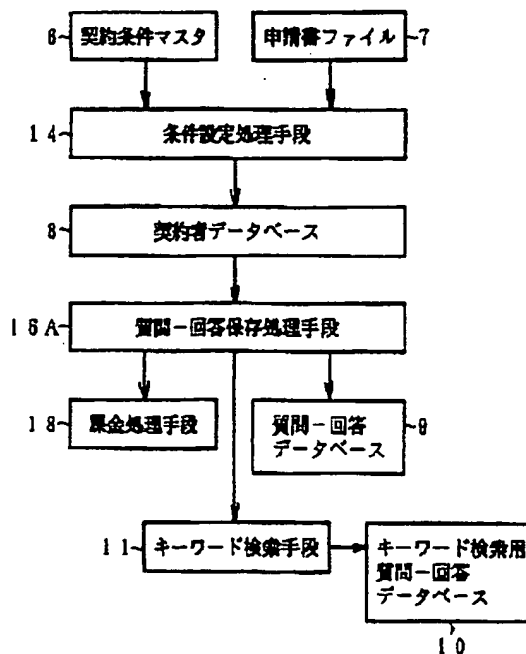 6 契約条件マスタ
申請書ファイル 7
14 条件設定処理手段
8 契約者データベース
16A 質問-回答保存処理手段
18 課金処理手段
質問-回答 9
データベース
11 キーワード検索手段
キーワード検索用
質問-回答
データベース
10